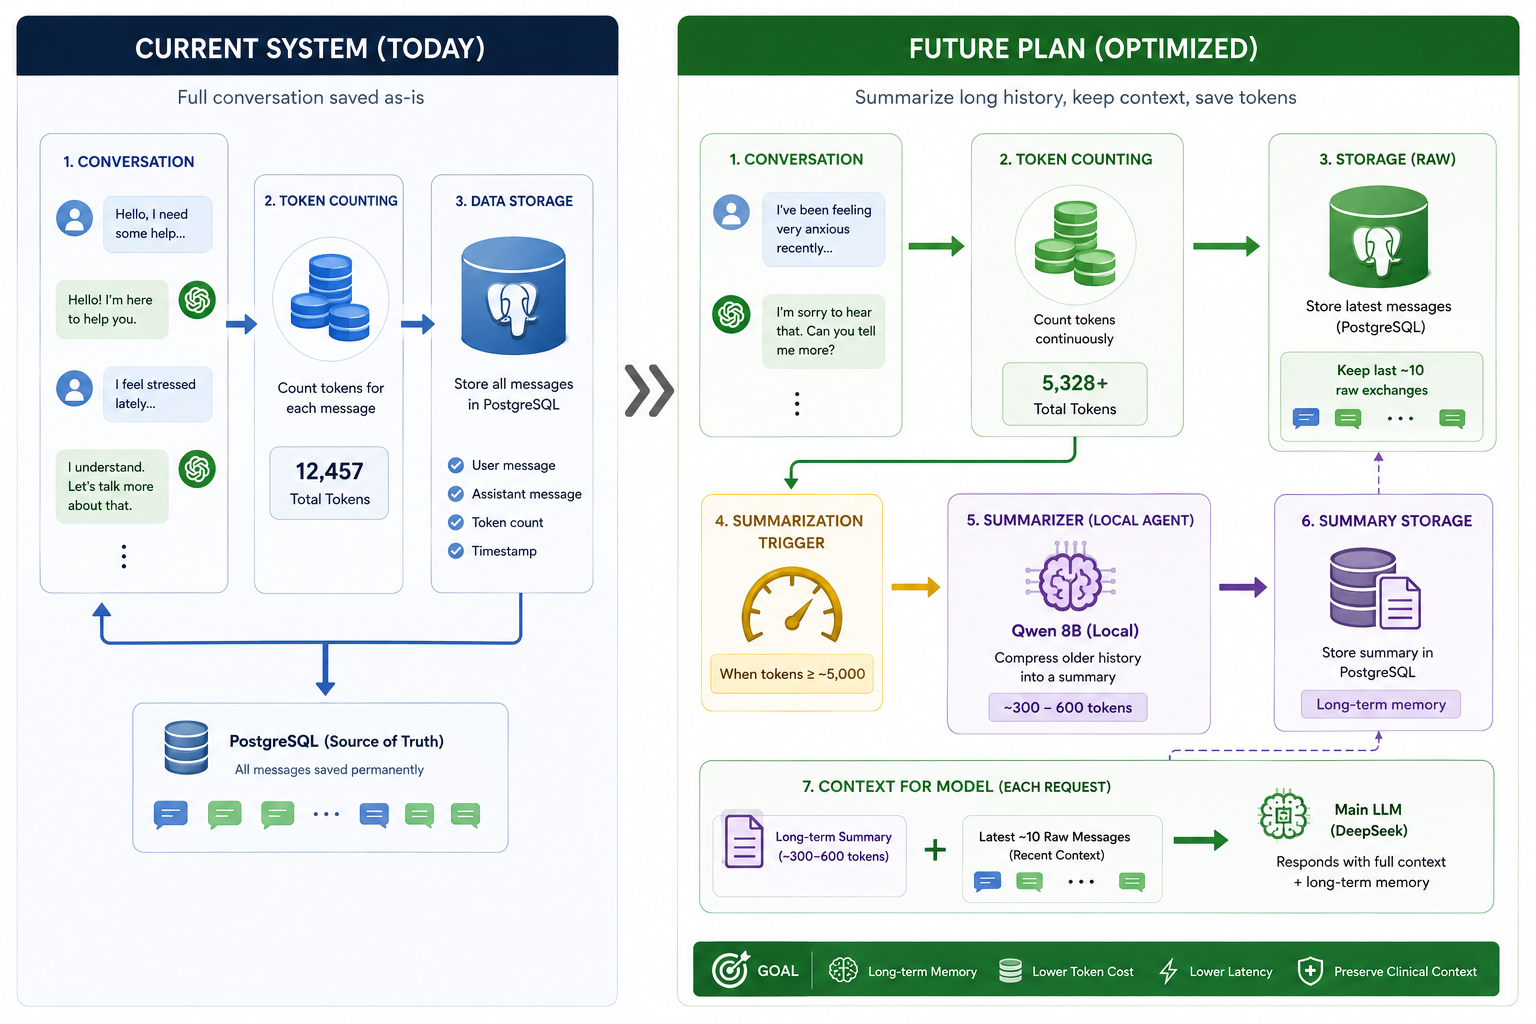 CURRENT SYSTEM (TODAY)
Full conversation saved as-is
1. CONVERSATION
Hello, I need
some help...
Hello! I'm here
to help you.
I feel stressed
lately...
I understand.
Let's talk more
about that.
2. TOKEN COUNTING
Count tokens for
each message
12,457
Total Tokens
3. DATA STORAGE
Store all messages
in PostgreSQL
User message
Assistant message
Token count
Timestamp
PostgreSQL (Source of Truth)
All messages saved permanently
FUTURE PLAN (OPTIMIZED)
Summarize long history, keep context, save tokens
1. CONVERSATION
I've been feeling
very anxious
recently...
I'm sorry to hear
that. Can you tell
me more?
2. TOKEN COUNTING
Count tokens
continuously
5,328+
Total Tokens
3. STORAGE (RAW)
Store latest messages
(PostgreSQL)
Keep last ~10
raw exchanges
4. SUMMARIZATION
TRIGGER
When tokens ≥ ~5,000
5. SUMMARIZER (LOCAL AGENT)
Qwen 8B (Local)
Compress older history
into a summary
~300 – 600 tokens
6. SUMMARY STORAGE
Store summary in
PostgreSQL
Long-term memory
7. CONTEXT FOR MODEL (EACH REQUEST)
Long-term Summary
(~300–600 tokens)
+
Latest ~10 Raw Messages
(Recent Context)
Main LLM
(DeepSeek)
Responds with full context
+ long-term memory
GOAL
Long-term Memory
Lower Token Cost
Lower Latency
Preserve Clinical Context